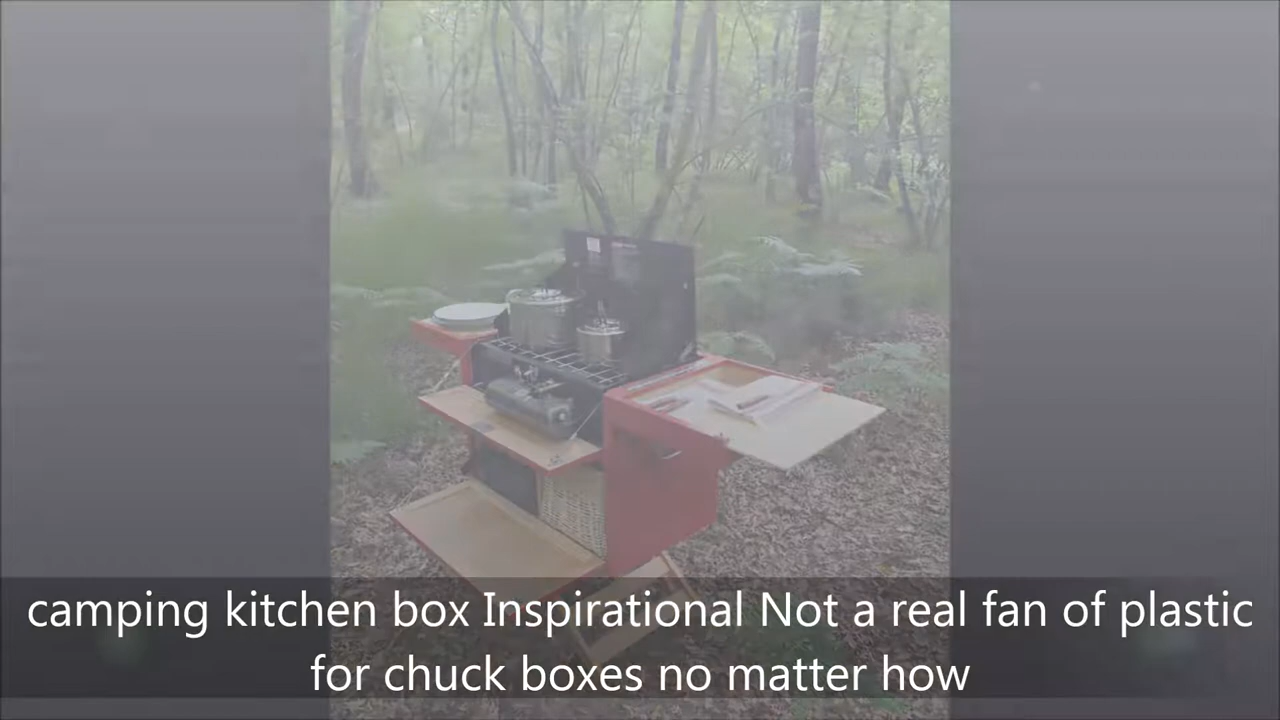 camping kitchen box Inspirational Not a real fan of plastic
for chuck boxes no matter how